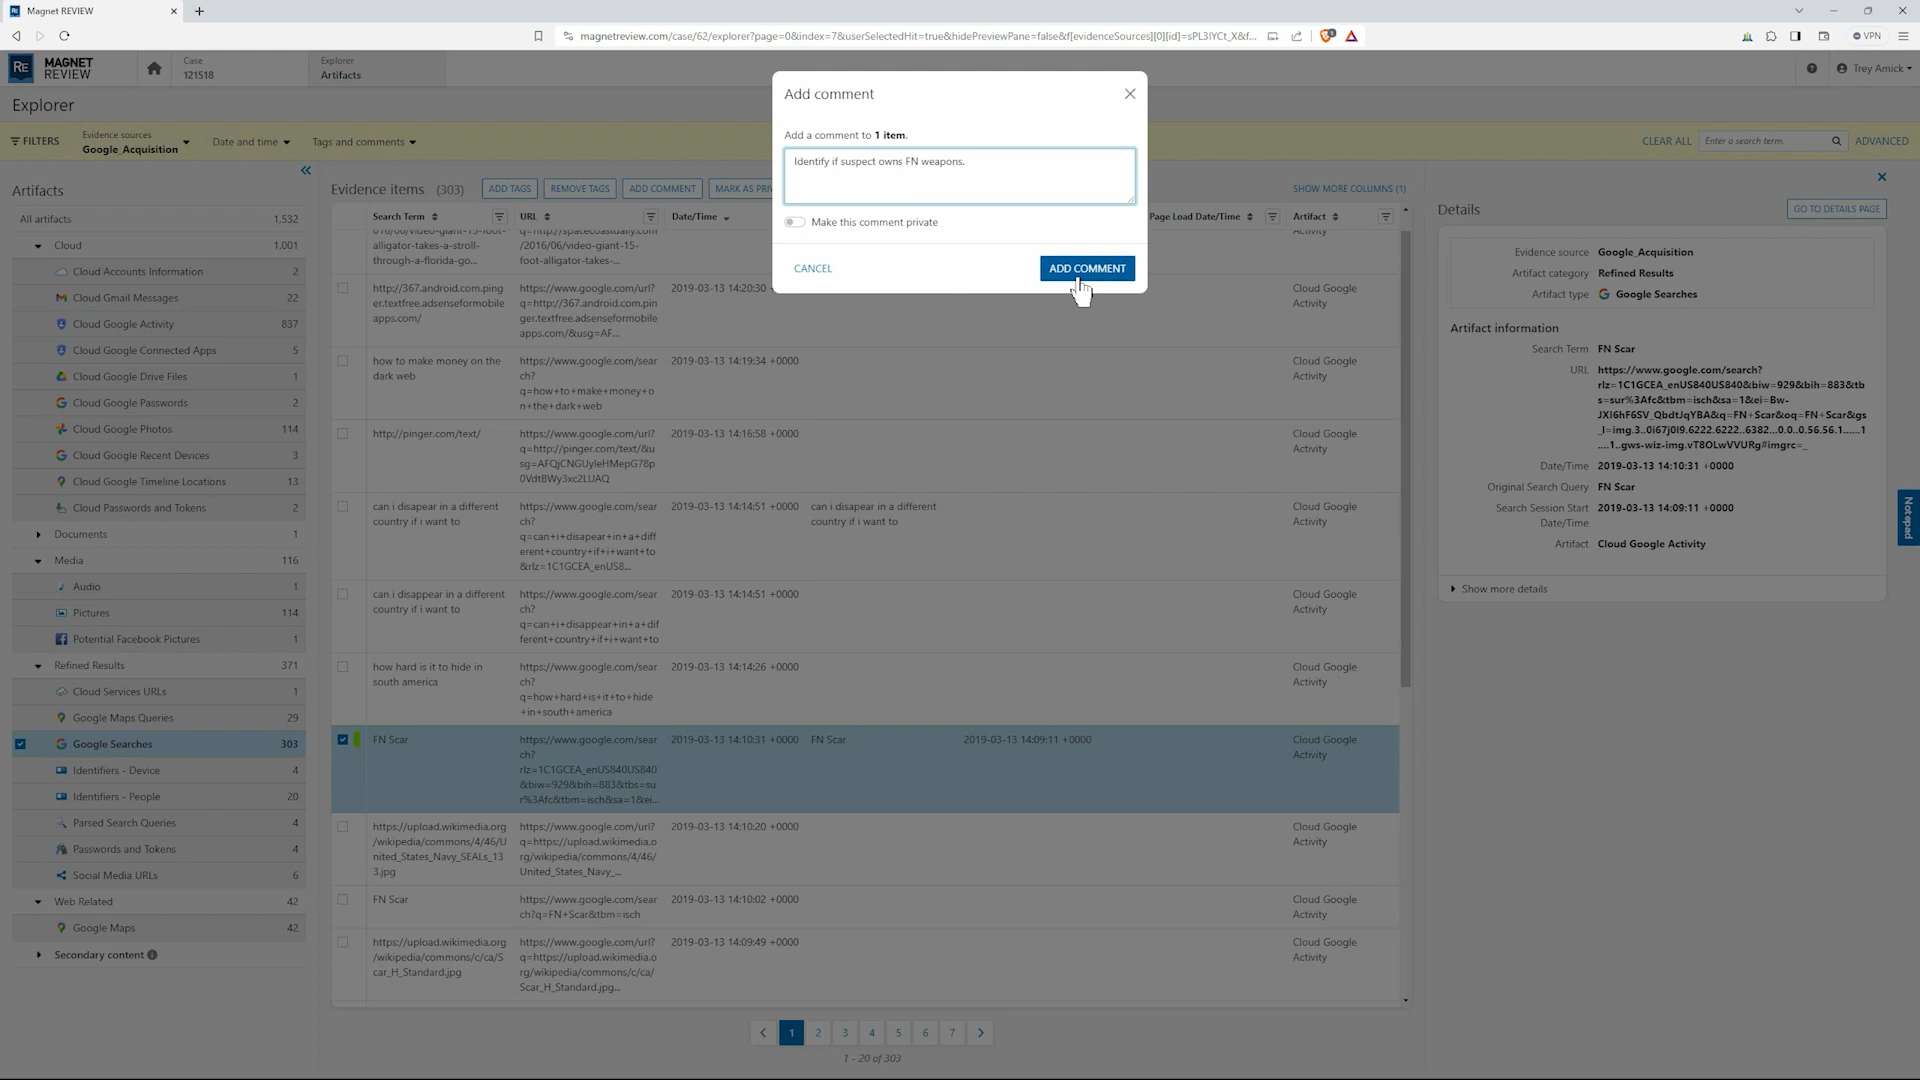 Magnet REVIEW
magnetreview.com/case/62/explorer?page=0&index=7&userSelectedHit=true&hidePreviewPane=false&f[evidenceSources][0][id]=sPL3lYCt_X&f...
VPN
RE MAGNET REVIEW
Case
121518
Explorer
Artifacts
Trey Amick
Explorer
FILTERS
Evidence sources
Google_Acquisition
Date and time
Tags and comments
CLEAR ALL
Enter a search term.
ADVANCED
Add comment
Add a comment to 1 item.
Identify if suspect owns FN weapons.
Make this comment private
CANCEL
ADD COMMENT
Artifacts
All artifacts 1,532
Cloud 1,001
Cloud Accounts Information 2
Cloud Gmail Messages 22
Cloud Google Activity 837
Cloud Google Connected Apps 5
Cloud Google Drive Files 1
Cloud Google Passwords 2
Cloud Google Photos 114
Cloud Google Recent Devices 3
Cloud Google Timeline Locations 13
Cloud Passwords and Tokens 2
Documents 1
Media 116
Audio 1
Pictures 114
Potential Facebook Pictures 1
Refined Results 371
Cloud Services URLs 1
Google Maps Queries 29
Google Searches 303
Identifiers - Device 4
Identifiers - People 20
Parsed Search Queries 4
Passwords and Tokens 4
Social Media URLs 6
Web Related 42
Google Maps 42
Secondary content
Evidence items (303)
ADD TAGS
REMOVE TAGS
ADD COMMENT
MARK AS PRI
SHOW MORE COLUMNS (1)
Search Term
URL
Date/Time
Page Load Date/Time
Artifact
016/06/video-giant-15-foot-
alligator-takes-a-stroll-
through-a-florida-go...
q=http://spacecoastdaily.com
/2016/06/video-giant-15-
foot-alligator-takes-...
Activity
http://367.android.com.ping
er.textfree.adsenseformobile
apps.com/
https://www.google.com/url?
q=http://367.android.com.pin
ger.textfree.adsenseformobile
apps.com/&usg=AF...
2019-03-13 14:20:30
Cloud Google
Activity
how to make money on the
dark web
https://www.google.com/sear
ch?
q=how+to+make+money+o
n+the+dark+web
2019-03-13 14:19:34 +0000
Cloud Google
Activity
http://pinger.com/text/
https://www.google.com/url?
q=http://pinger.com/text/&u
sg=AFQjCNGUyleHMepG78p
0VdtBWy3xc2LUAQ
2019-03-13 14:16:58 +0000
Cloud Google
Activity
can i disapear in a different
country if i want to
https://www.google.com/sear
ch?
q=can+i+disapear+in+a+diff
erent+country+if+i+want+to
&rlz=1C1GCEA_enUS8...
2019-03-13 14:14:51 +0000
can i disapear in a different
country if i want to
Cloud Google
Activity
can i disappear in a different
country if i want to
https://www.google.com/sear
ch?
q=can+i+disappear+in+a+dif
ferent+country+if+i+want+to
2019-03-13 14:14:51 +0000
Cloud Google
Activity
how hard is it to hide in
south america
https://www.google.com/sear
ch?
q=how+hard+is+it+to+hide
+in+south+america
2019-03-13 14:14:26 +0000
Cloud Google
Activity
FN Scar
https://www.google.com/sear
ch?
rlz=1C1GCEA_enUS840US840
&biw=929&bih=883&tbs=su
r%3Afc&tbm=isch&sa=1&ei...
2019-03-13 14:10:31 +0000
FN Scar
2019-03-13 14:09:11 +0000
Cloud Google
Activity
https://upload.wikimedia.org
/wikipedia/commons/4/46/U
nited_States_Navy_SEALs_13
3.jpg
https://www.google.com/url?
q=https://upload.wikimedia.o
rg/wikipedia/commons/4/46/
United_States_Navy_...
2019-03-13 14:10:20 +0000
Cloud Google
Activity
FN Scar
https://www.google.com/sear
ch?q=FN+Scar&tbm=isch
2019-03-13 14:10:02 +0000
Cloud Google
Activity
https://upload.wikimedia.org
/wikipedia/commons/c/ca/S
car_H_Standard.jpg
https://www.google.com/url?
q=https://upload.wikimedia.o
rg/wikipedia/commons/c/ca/
Scar_H_Standard.jpg...
2019-03-13 14:09:49 +0000
Cloud Google
Activity
1 2 3 4 5 6 7
1 - 20 of 303
Details
GO TO DETAILS PAGE
Evidence source Google_Acquisition
Artifact category Refined Results
Artifact type Google Searches
Artifact information
Search Term FN Scar
URL https://www.google.com/search?
rlz=1C1GCEA_enUS840US840&biw=929&bih=883&tb
s=sur%3Afc&tbm=isch&sa=1&ei=Bw-
JXI6hF6SV_QbdtJqYBA&q=FN+Scar&oq=FN+Scar&gs
_l=img.3..0i67j0l9.6222.6222..6382...0.0..0.56.56.1......1
....1..gws-wiz-img.vT8OLwVVURg#imgrc=_
Date/Time 2019-03-13 14:10:31 +0000
Original Search Query FN Scar
Search Session Start 2019-03-13 14:09:11 +0000
Date/Time
Artifact Cloud Google Activity
Show more details
Notepad